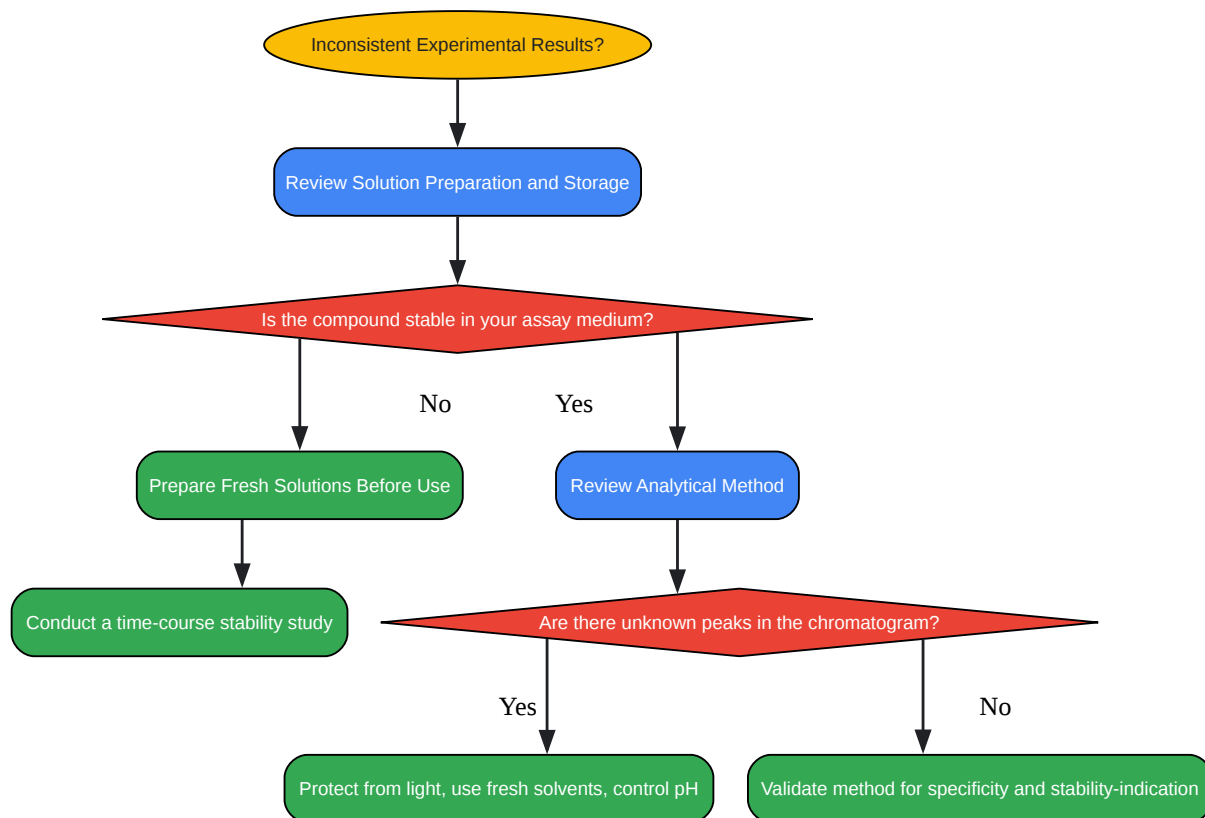 Inconsistent Experimental Results?
Review Solution Preparation and Storage
Is the compound stable in your assay medium?
No
Yes
Prepare Fresh Solutions Before Use
Review Analytical Method
Conduct a time-course stability study
Are there unknown peaks in the chromatogram?
Yes
No
Protect from light, use fresh solvents, control pH
Validate method for specificity and stability-indication